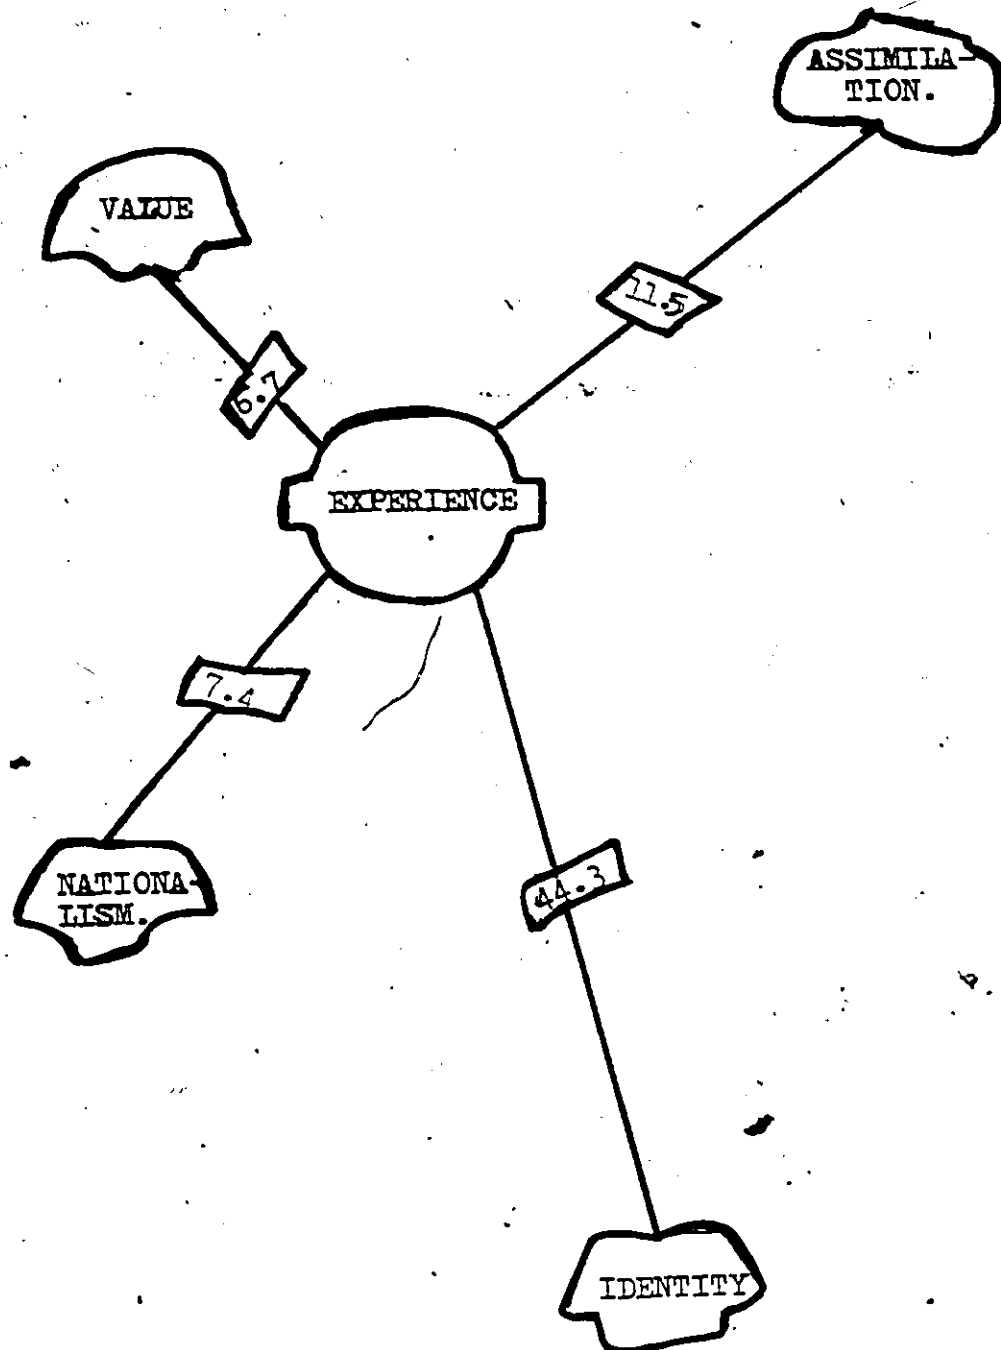 ASSIMILA-
TION.
VALUE
11.5
6.7
EXPERIENCE
7.4
NATIONA-
LISM.
44.3
IDENTITY